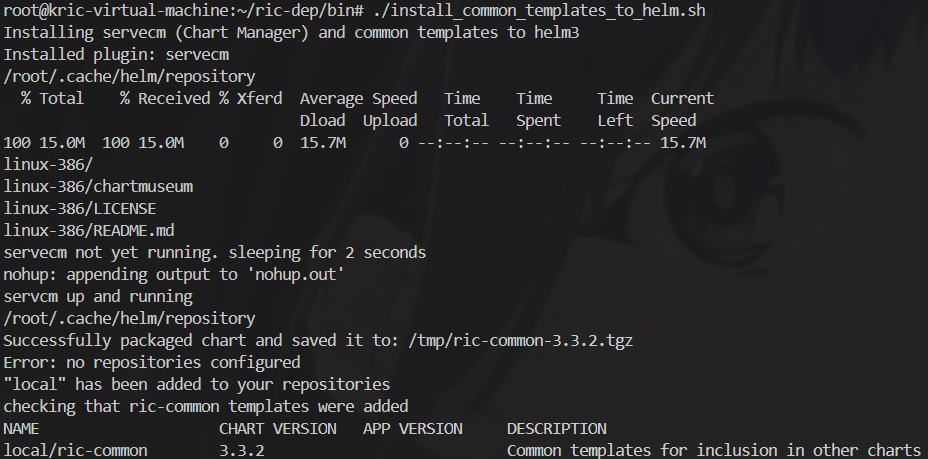 root@kric-virtual-machine:~/ric-dep/bin# ./install_common_templates_to_helm.sh
Installing servecm (Chart Manager) and common templates to helm3
Installed plugin: servecm
/root/.cache/helm/repository
  % Total    % Received % Xferd  Average Speed   Time    Time     Time  Current
                                 Dload  Upload   Total   Spent    Left  Speed
100 15.0M  100 15.0M    0     0  15.7M      0 --:--:-- --:--:-- --:--:-- 15.7M
linux-386/
linux-386/chartmuseum
linux-386/LICENSE
linux-386/README.md
servecm not yet running. sleeping for 2 seconds
nohup: appending output to 'nohup.out'
servcm up and running
/root/.cache/helm/repository
Successfully packaged chart and saved it to: /tmp/ric-common-3.3.2.tgz
Error: no repositories configured
"local" has been added to your repositories
checking that ric-common templates were added
NAME                    CHART VERSION   APP VERSION     DESCRIPTION
local/ric-common        3.3.2                           Common templates for inclusion in other charts